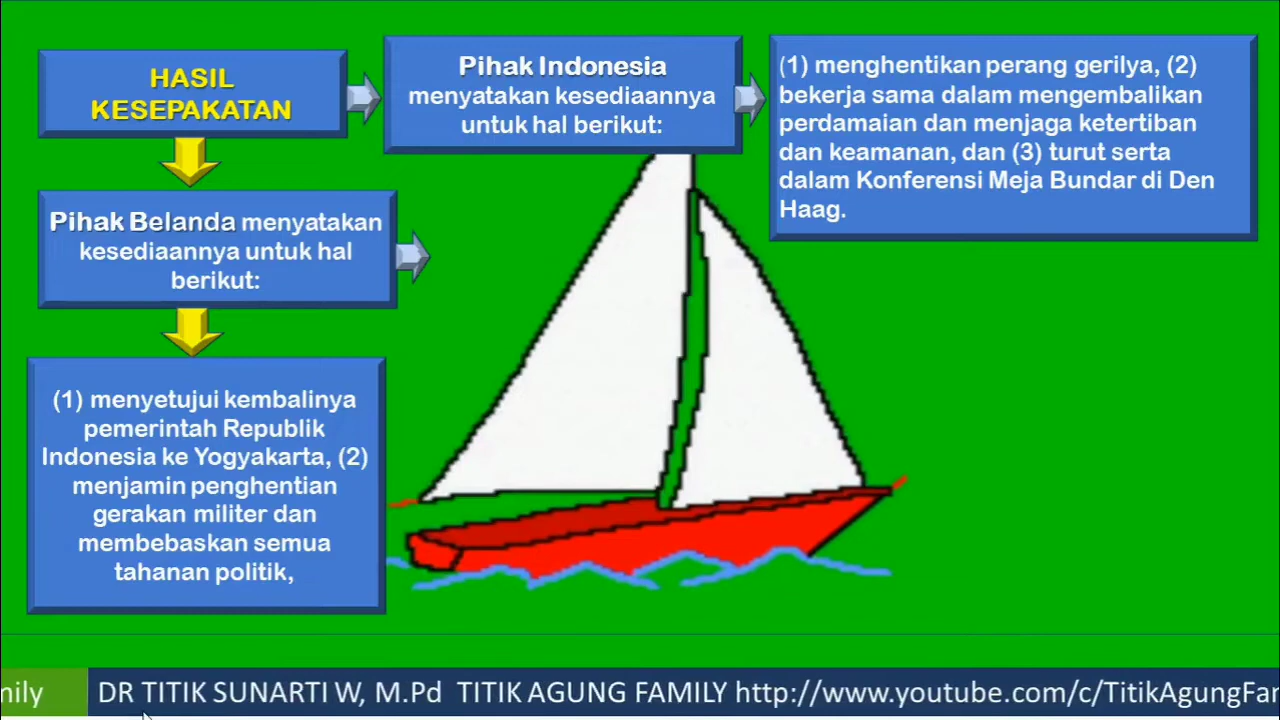 HASIL
KESEPAKATAN
Pihak Indonesia
menyatakan kesediaannya
untuk hal berikut:
(1) menghentikan perang gerilya, (2)
bekerja sama dalam mengembalikan
perdamaian dan menjaga ketertiban
dan keamanan, dan (3) turut serta
dalam Konferensi Meja Bundar di Den
Haag.
Pihak Belanda menyatakan
kesediaannya untuk hal
berikut:
(1) menyetujui kembalinya
pemerintah Republik
Indonesia ke Yogyakarta, (2)
menjamin penghentian
gerakan militer dan
membebaskan semua
tahanan politik,
mily DR TITIK SUNARTI W, M.Pd TITIK AGUNG FAMILY http://www.youtube.com/c/TitikAgungFar